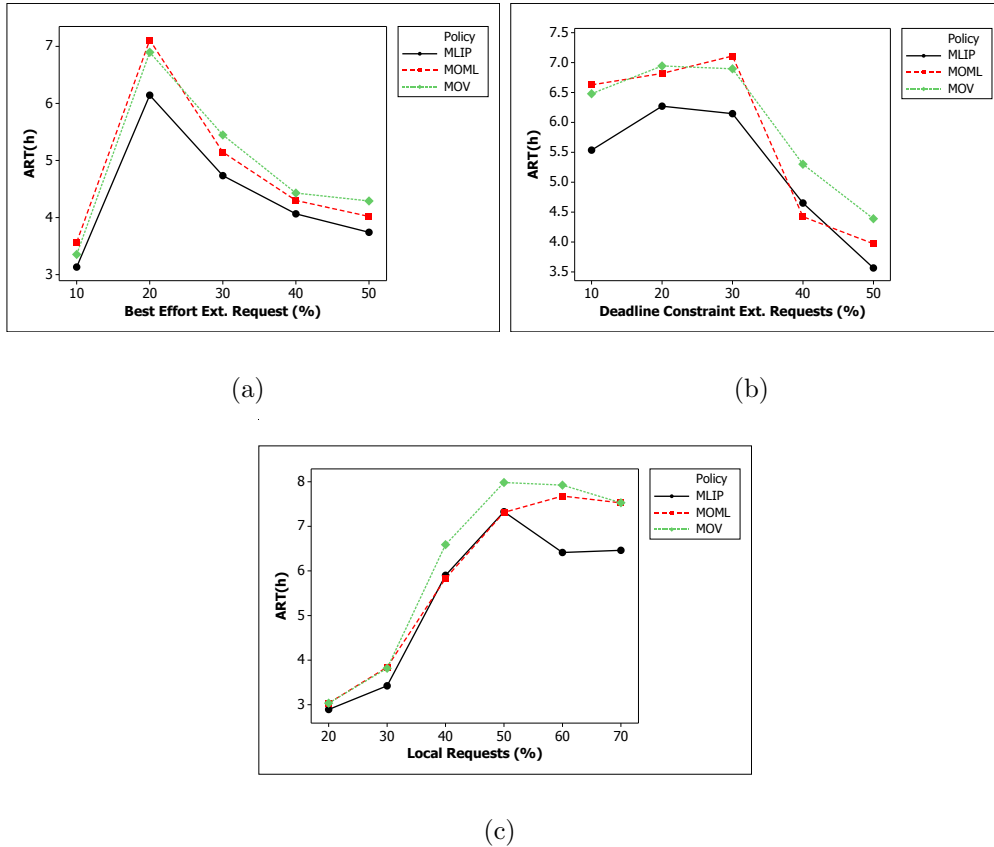 Policy
MLIP
MOML
MOV
7
6
5
4
3
ART(h)
10 20 30 40 50
Best Effort Ext. Request (%)
(a)
Policy
MLIP
MOML
MOV
7.5
7.0
6.5
6.0
5.5
5.0
4.5
4.0
3.5
ART(h)
10 20 30 40 50
Deadline Constraint Ext. Requests (%)
(b)
Policy
MLIP
MOML
MOV
8
7
6
5
4
3
ART(h)
20 30 40 50 60 70
Local Requests (%)
(c)